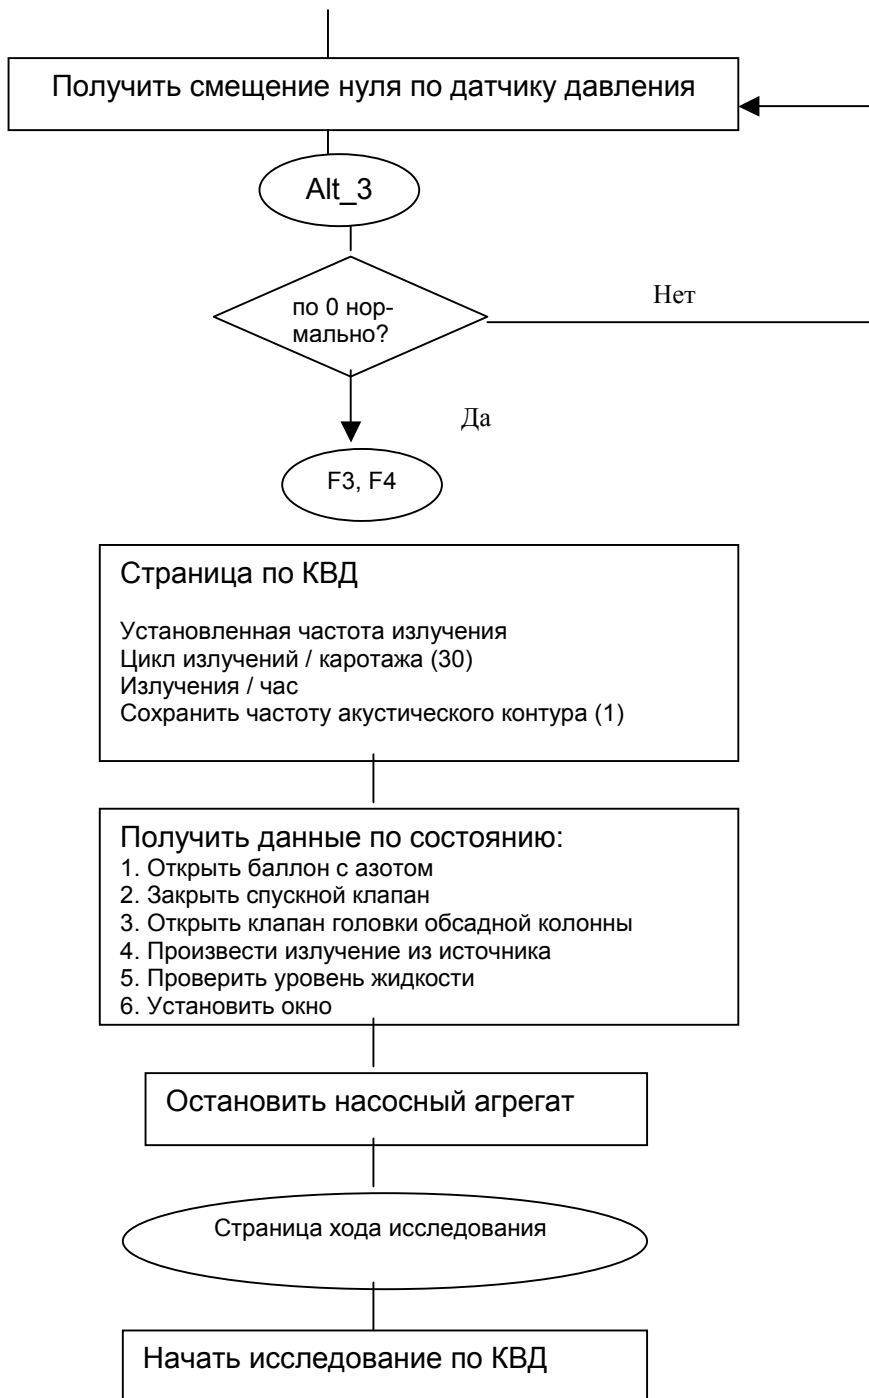 Получить смещение нуля по датчику давления
Alt_3
по 0 нор-
мально?
Нет
Да
F3, F4
Страница по КВД
Установленная частота излучения
Цикл излучений / каротажа (30)
Излучения / час
Сохранить частоту акустического контура (1)
Получить данные по состоянию:
1. Открыть баллон с азотом
2. Закрыть спускной клапан
3. Открыть клапан головки обсадной колонны
4. Произвести излучение из источника
5. Проверить уровень жидкости
6. Установить окно
Остановить насосный агрегат
Страница хода исследования
Начать исследование по КВД